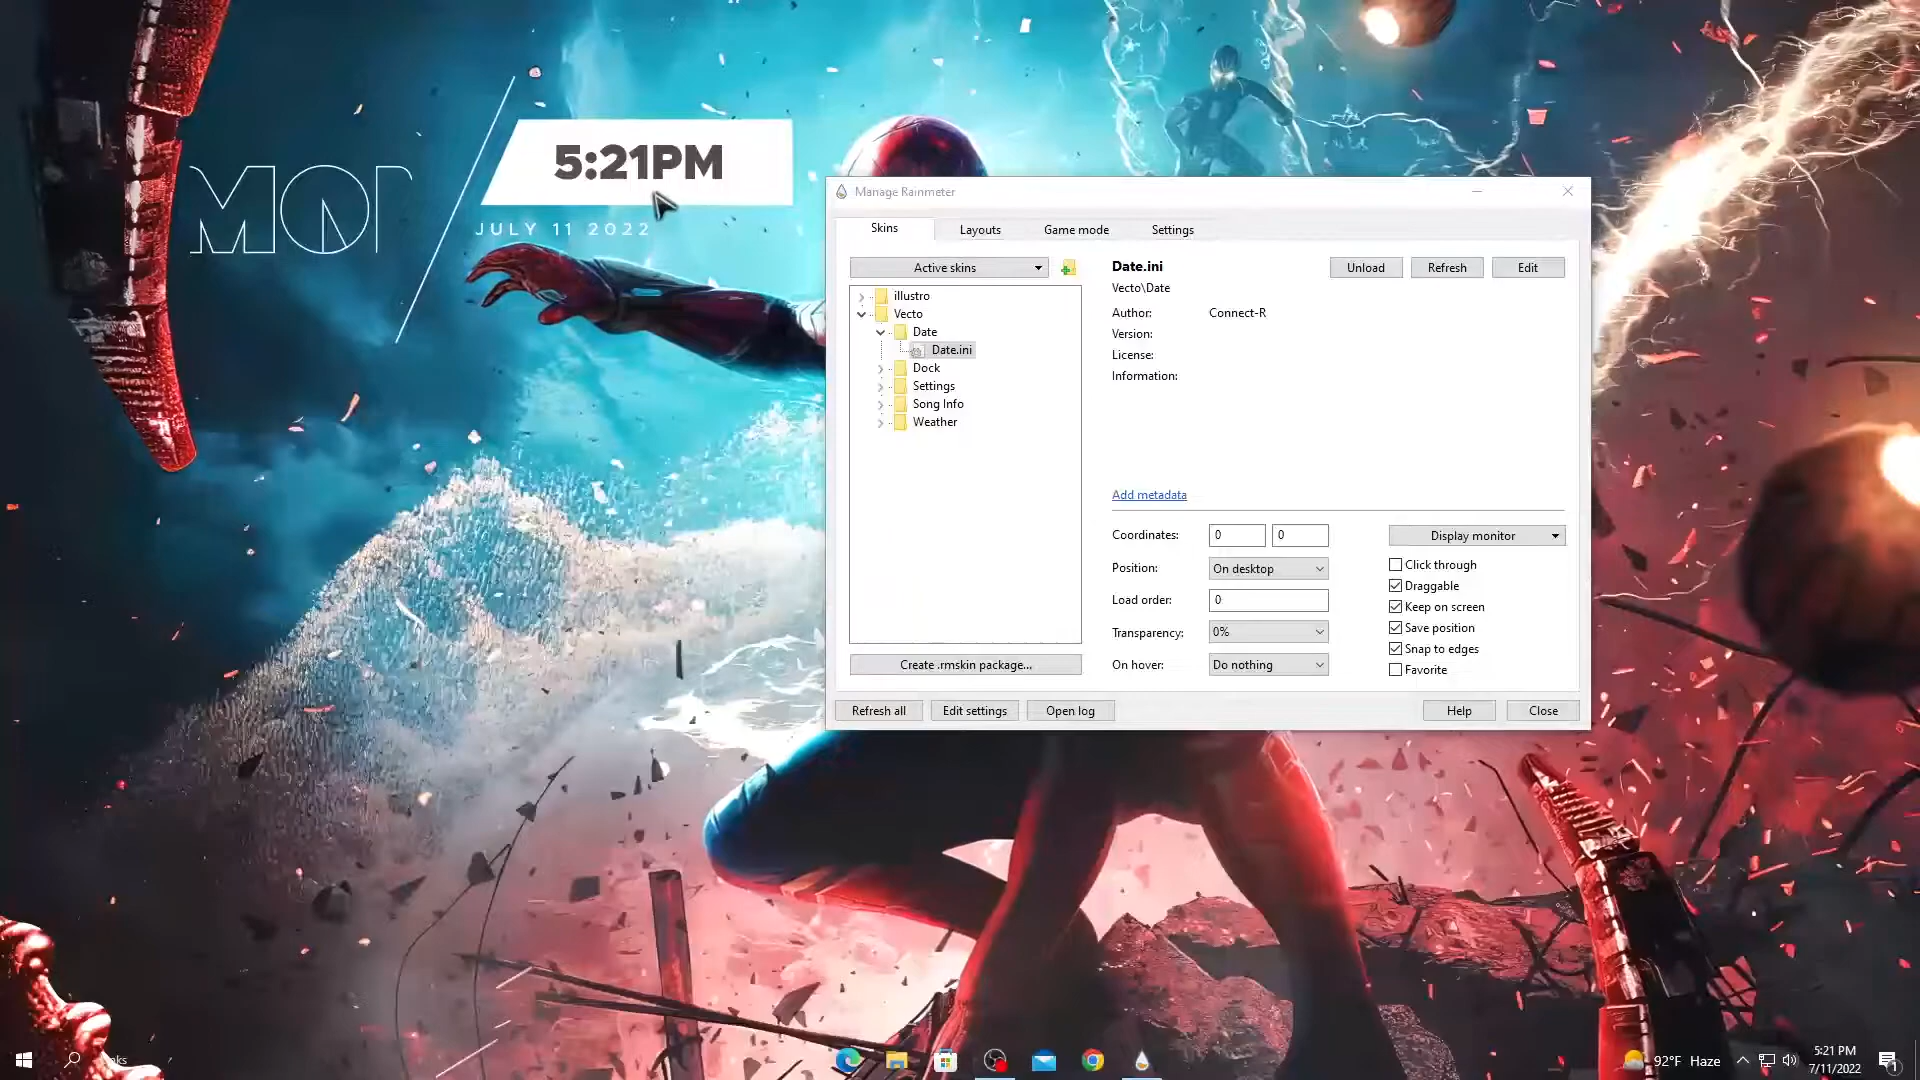 MON
5:21PM
JULY 11 2022
Manage Rainmeter
Skins
Layouts
Game mode
Settings
Active skins
illustro
Vecto
Date
Date.ini
Dock
Settings
Song Info
Weather
Create .rmskin package...
Date.ini
Vecto\Date
Author: Connect-R
Version:
License:
Information:
Unload
Refresh
Edit
Add metadata
Coordinates: 0 0
Position: On desktop
Load order: 0
Transparency: 0%
On hover: Do nothing
Display monitor
Click through
Draggable
Keep on screen
Save position
Snap to edges
Favorite
Refresh all
Edit settings
Open log
Help
Close
92°F Haze
5:21 PM
7/11/2022
1